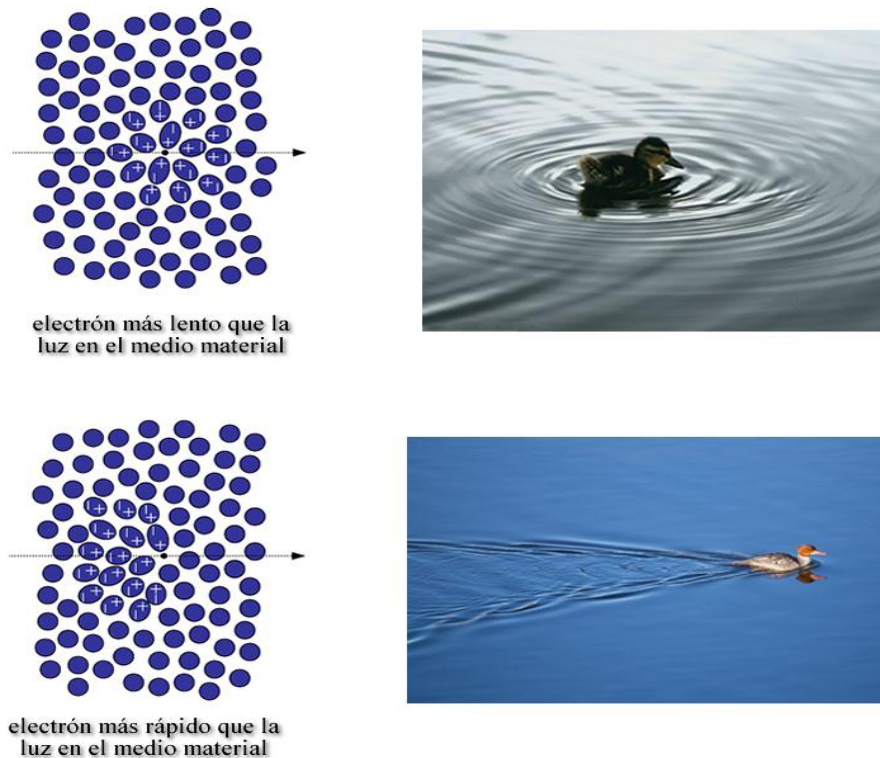 electrón más lento que la
luz en el medio material
electrón más rápido que la
luz en el medio material